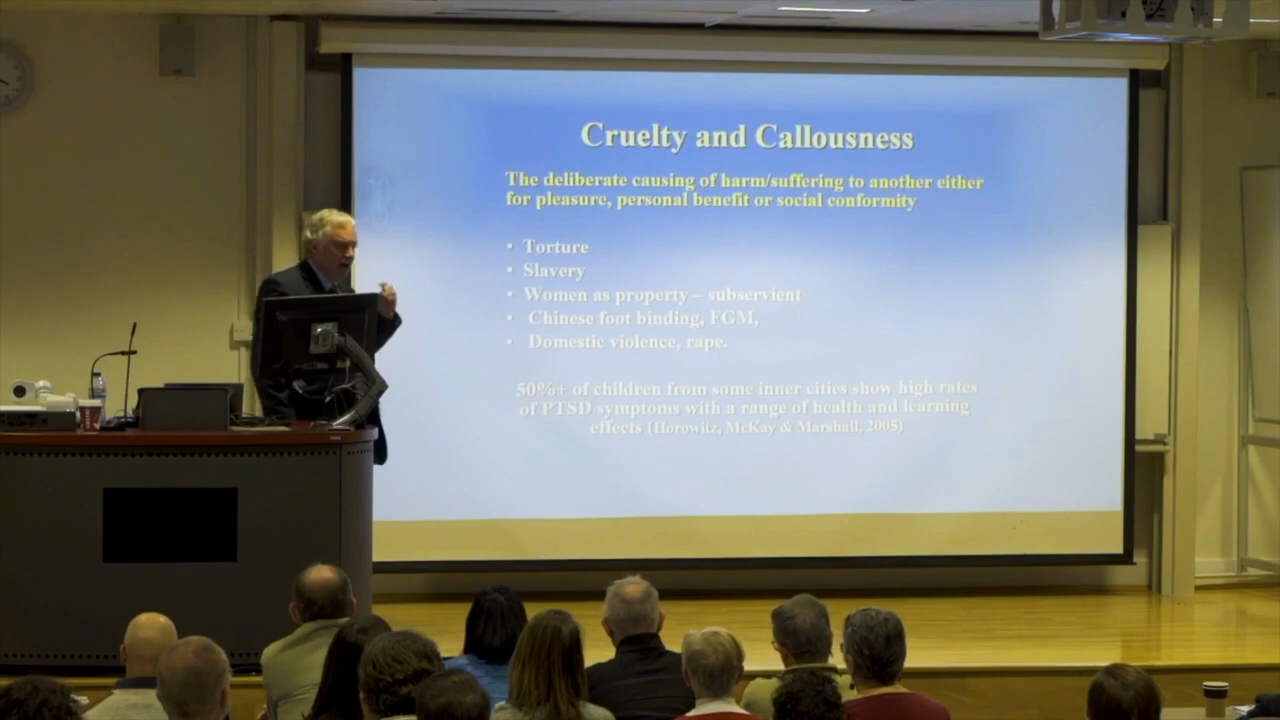 Cruelty and Callousness
The deliberate causing of harm/suffering to another either
for pleasure, personal benefit or social conformity
• Torture
• Slavery
• Women as property – subservient
• Chinese foot binding, FGM,
• Domestic violence, rape.
50%+ of children from some inner cities show high rates
of PTSD symptoms with a range of health and learning
effects (Horowitz, McKay & Marshall, 2005)